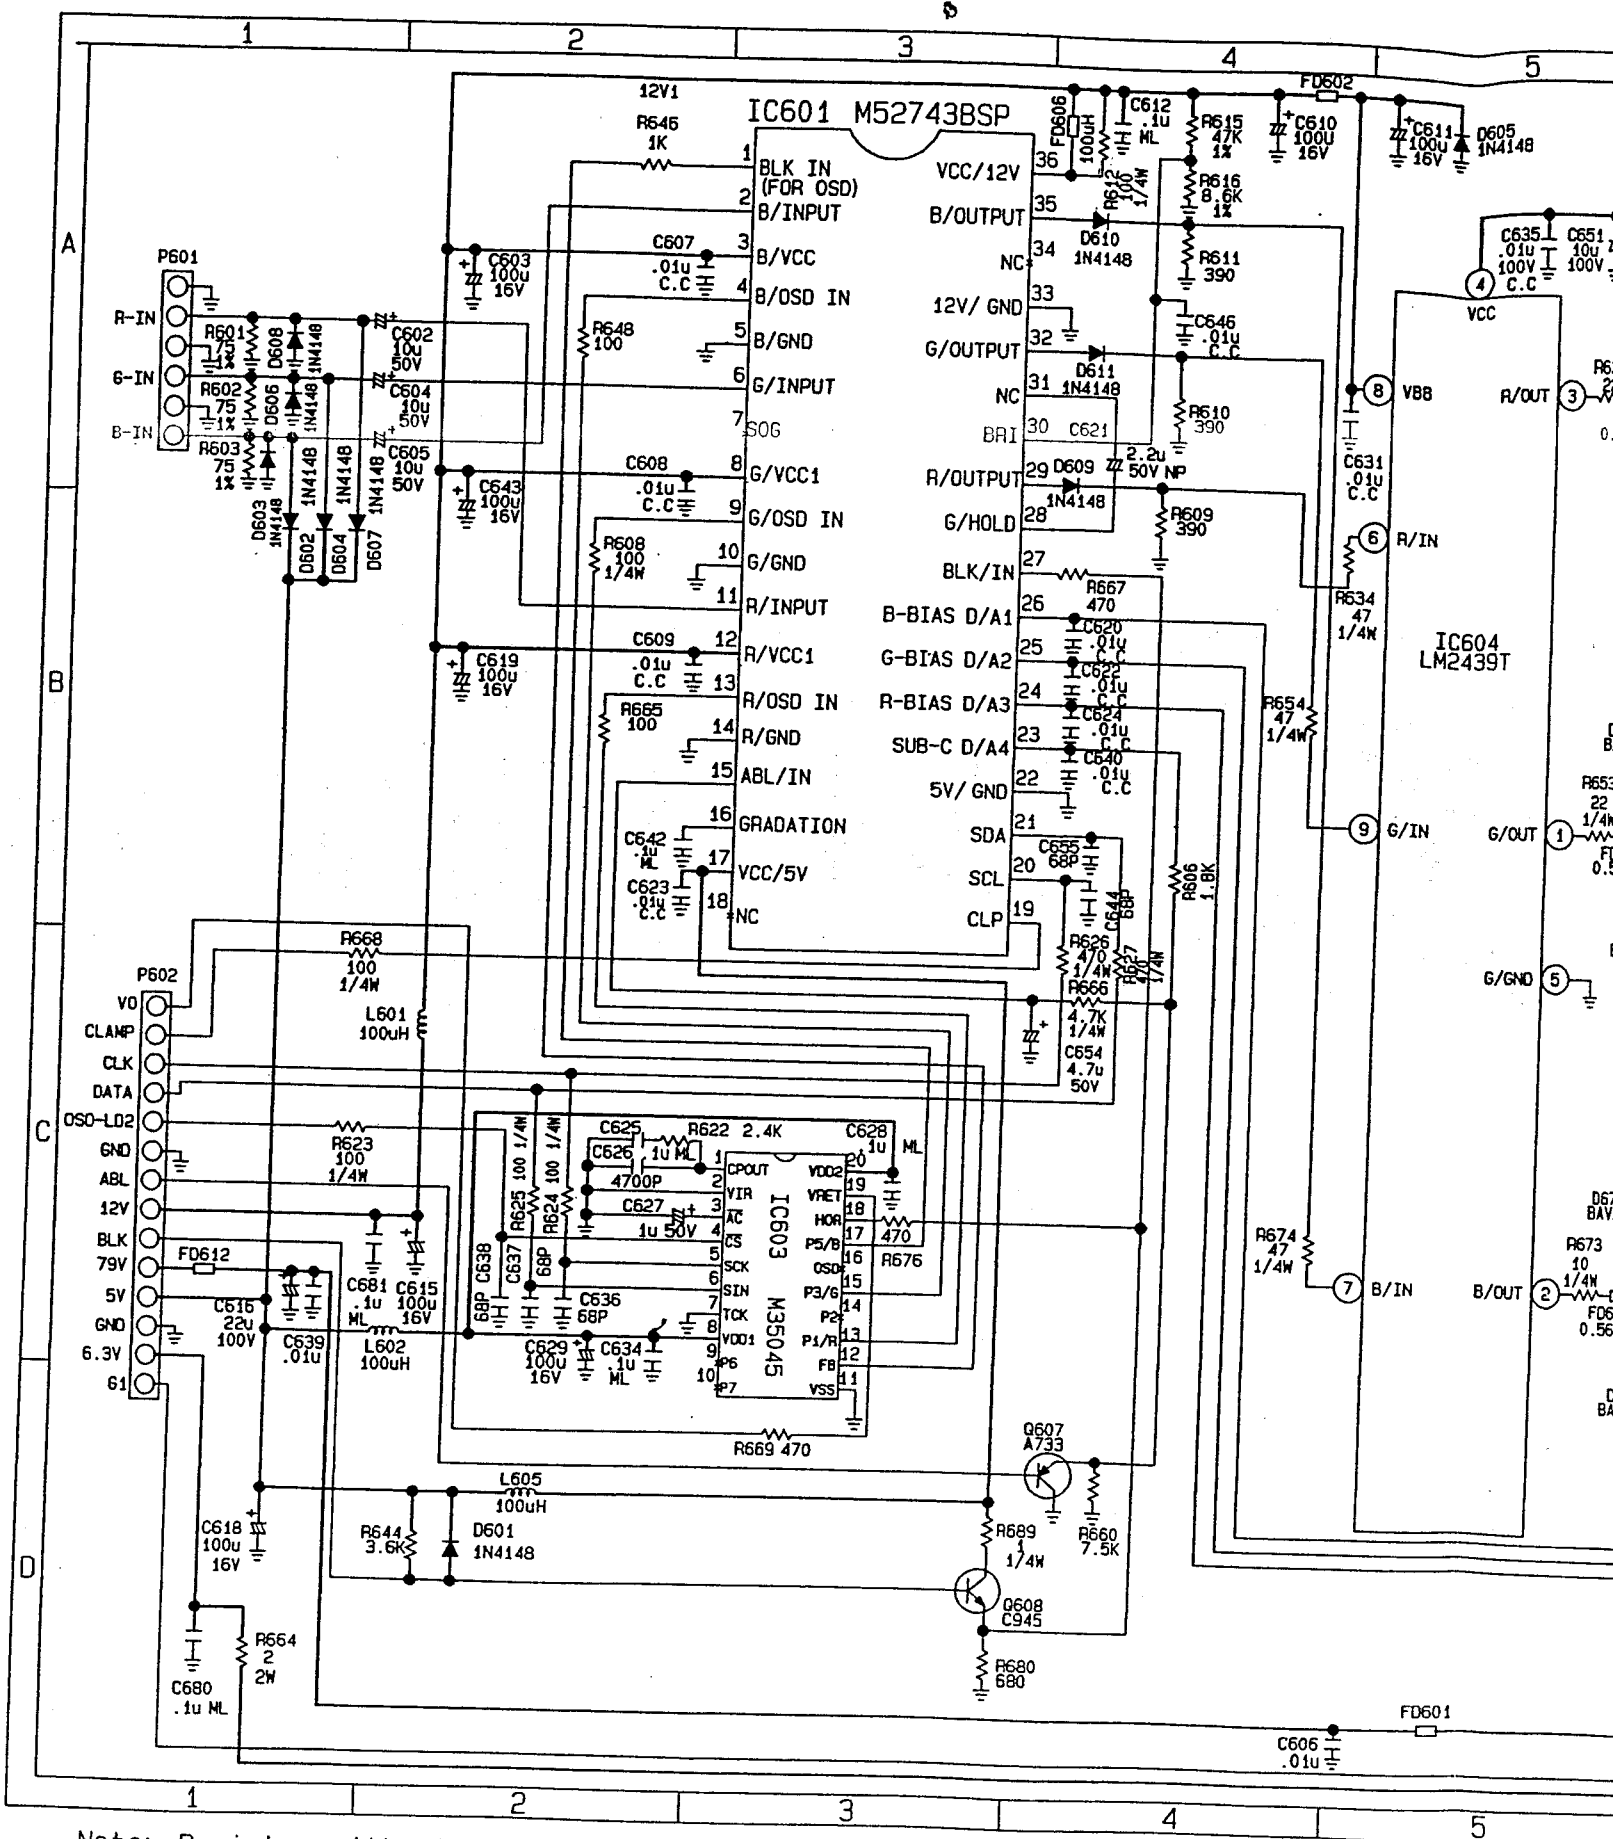 1
2
3
4
5
A
B
C
D
12V1
R646
1K
IC601 M52743BSP
1
BLK IN
(FOR OSD)
2
B/INPUT
3
B/VCC
4
B/OSD IN
5
B/GND
6
G/INPUT
7
SOG
8
G/VCC1
9
G/OSD IN
10
G/GND
11
R/INPUT
12
R/VCC1
13
R/OSD IN
14
R/GND
15
ABL/IN
16
GRADATION
17
VCC/5V
18
NC
36
VCC/12V
35
B/OUTPUT
34
NC
33
12V/ GND
32
G/OUTPUT
31
NC
30
BRI
29
R/OUTPUT
28
G/HOLD
27
BLK/IN
26
B-BIAS D/A1
25
G-BIAS D/A2
24
R-BIAS D/A3
23
SUB-C D/A4
22
5V/ GND
21
SDA
20
SCL
19
CLP
FD606
100uH
R612
100
1/4W
C612
.1u
ML
R615
47K
1%
R616
8.6K
1%
C610
100U
16V
FD602
C611
100u
16V
D605
1N4148
D610
1N4148
R611
390
C646
.01u
C.C
D611
1N4148
R610
390
C621
2.2u
50V NP
D609
1N4148
R609
390
R667
470
C620
.01u
C.C
C622
.01u
C.C
C624
.01u
C.C
C640
.01u
C.C
C655
68P
C644
68P
R606
1.8K
R626
470
1/4W
R627
470
1/4W
R666
4.7K
1/4W
C654
4.7u
50V
P601
R-IN
G-IN
B-IN
R601
75
1%
D608
1N4148
R602
75
1%
D606
1N4148
R603
75
1%
D603
1N4148
D602
1N4148
D604
1N4148
D607
1N4148
C602
10u
50V
C604
10u
50V
C605
10u
50V
C603
100u
16V
C607
.01u
C.C
R648
100
C608
.01u
C.C
C643
100u
16V
R608
100
1/4W
C609
.01u
C.C
C619
100u
16V
R665
100
C642
.1u
ML
C623
.01u
C.C
C635
.01u
100V
C.C
C651
10u
100V
4
VCC
8
VBB
R/OUT
3
C631
.01u
C.C
6
R/IN
R634
47
1/4W
IC604
LM2439T
R654
47
1/4W
9
G/IN
G/OUT
1
R653
22
1/4W
G/GND
5
R674
47
1/4W
7
B/IN
B/OUT
2
R673
10
1/4W
0.56
P602
VO
CLAMP
CLK
DATA
OSD-LD2
GND
ABL
12V
BLK
79V
5V
GND
6.3V
G1
R668
100
1/4W
L601
100uH
R623
100
1/4W
FD612
C616
22u
100V
C639
.01u
C681
.1u
ML
C615
100u
16V
L602
100uH
R625 100 1/4W
R624 100 1/4W
C625
.1u ML
R622 2.4K
C626
4700P
C627
1u 50V
C628
.1u ML
C638
68P
C637
68P
C636
68P
C629
100u
16V
C634
.1u
ML
IC603 M35045
1
CPOUT
2
VIR
3
AC
4
CS
5
SCK
6
SIN
7
TCK
8
VDD1
9
P6
10
P7
20
VDD2
19
VRET
18
HOR
17
P5/B
16
OSC
15
P3/G
14
P2
13
P1/R
12
FB
11
VSS
470
R676
R669 470
Q607
A733
R660
7.5K
L605
100uH
R689
1
1/4W
R644
3.6K
D601
1N4148
Q608
C945
R680
680
C618
100u
16V
C680
.1u ML
R664
2
2W
C606
.01u
FD601
1
2
3
4
5